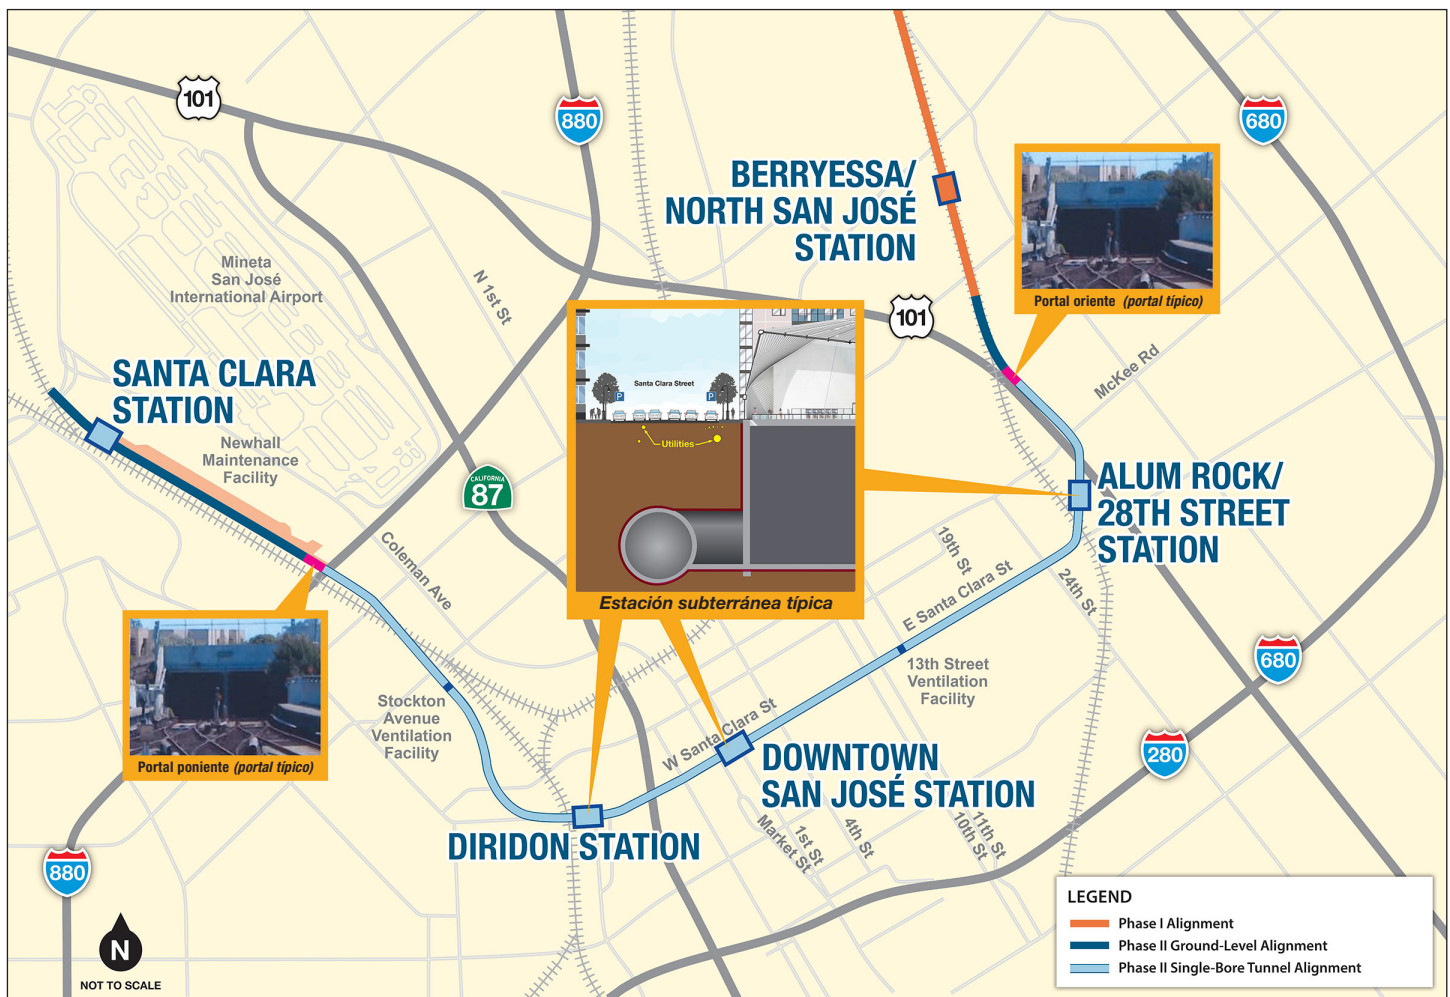 101
880
680
BERRYESSA/
NORTH SAN JOSÉ
STATION
Portal oriente (portal típico)
Mineta
San José
International Airport
N 1st St
101
McKee Rd
SANTA CLARA
STATION
Santa Clara Street
P
P
Utilities
Newhall
Maintenance
Facility
CALIFORNIA
87
ALUM ROCK/
28TH STREET
STATION
Coleman Ave
19th St
E Santa Clara St
24th St
Estación subterránea típica
13th Street
Ventilation
Facility
680
Stockton
Avenue
Ventilation
Facility
Portal poniente (portal típico)
W Santa Clara St
DOWNTOWN
SAN JOSÉ STATION
280
DIRIDON STATION
Market St
1st St
4th St
10th St
11th St
880
N
NOT TO SCALE
LEGEND
Phase I Alignment
Phase II Ground-Level Alignment
Phase II Single-Bore Tunnel Alignment